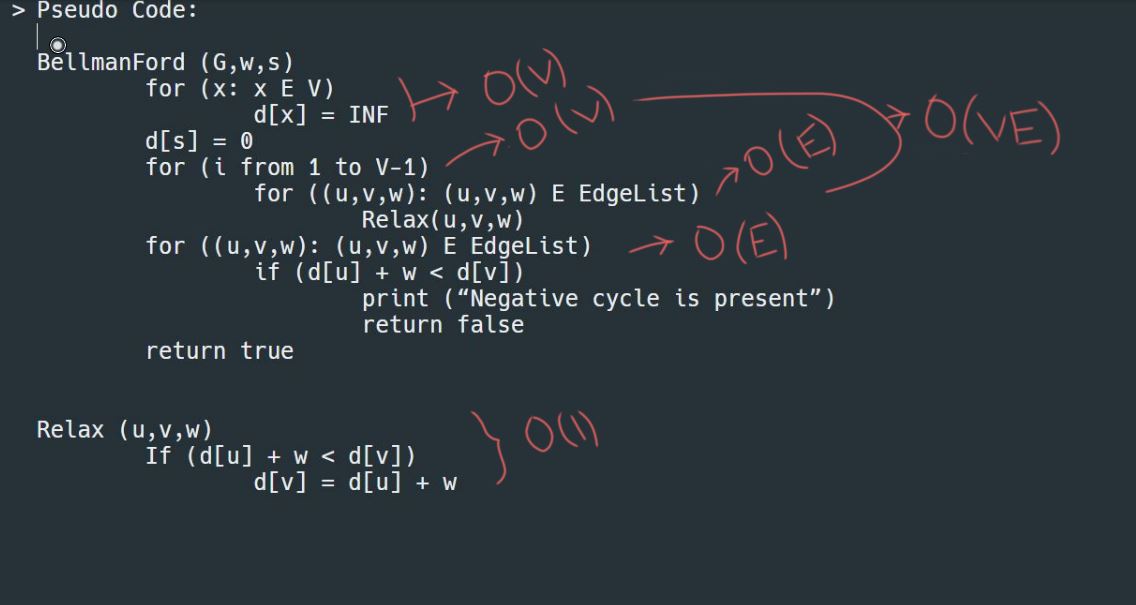 > Pseudo Code:
BellmanFord (G,w,s)
for (x: x E V)
O(V)
d[x] = INF
O(V)
O(VE)
d[s] = 0
for (i from 1 to V-1)
O(E)
for ((u,v,w): (u,v,w) E EdgeList)
Relax(u,v,w)
for ((u,v,w): (u,v,w) E EdgeList)
O(E)
if (d[u] + w < d[v])
print (“Negative cycle is present”)
return false
return true
Relax (u,v,w)
O(1)
If (d[u] + w < d[v])
d[v] = d[u] + w